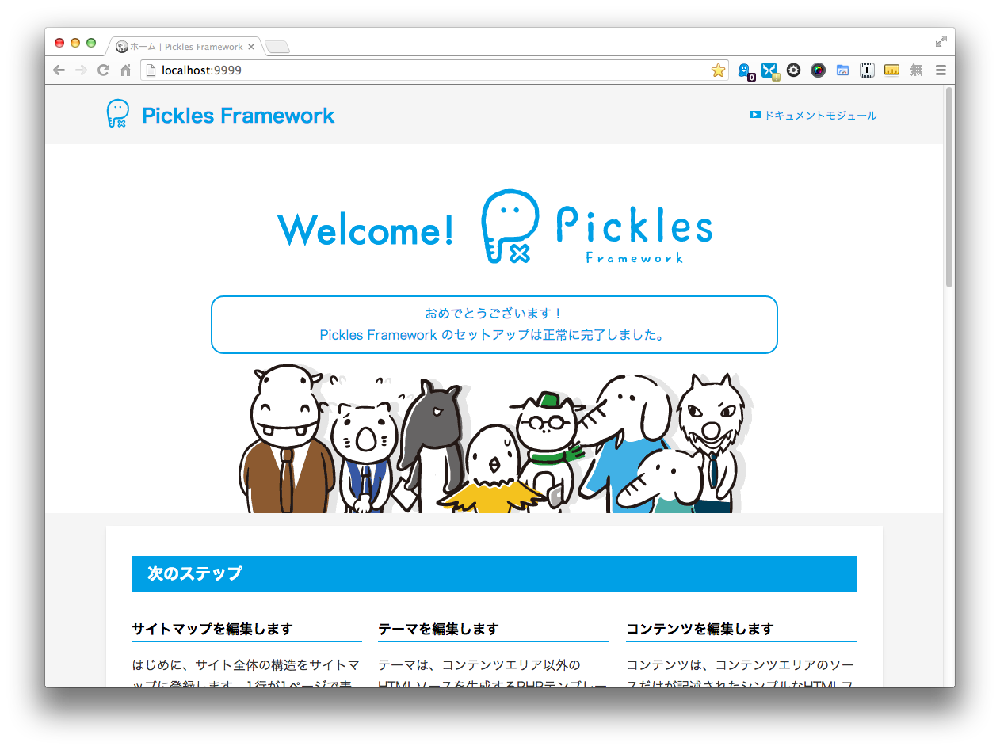 ホーム | Pickles Framework
localhost:9999
Pickles Framework
ドキュメントモジュール
Welcome! Pickles
Framework
おめでとうございます！
Pickles Framework のセットアップは正常に完了しました。
次のステップ
サイトマップを編集します
はじめに、サイト全体の構造をサイトマ
ップに登録します。1行が1ページで表
テーマを編集します
テーマは、コンテンツエリア以外の
HTMLソースを生成するPHPテンプレー
コンテンツを編集します
コンテンツは、コンテンツエリアのソー
スだけが記述されたシンプルなHTMLフ